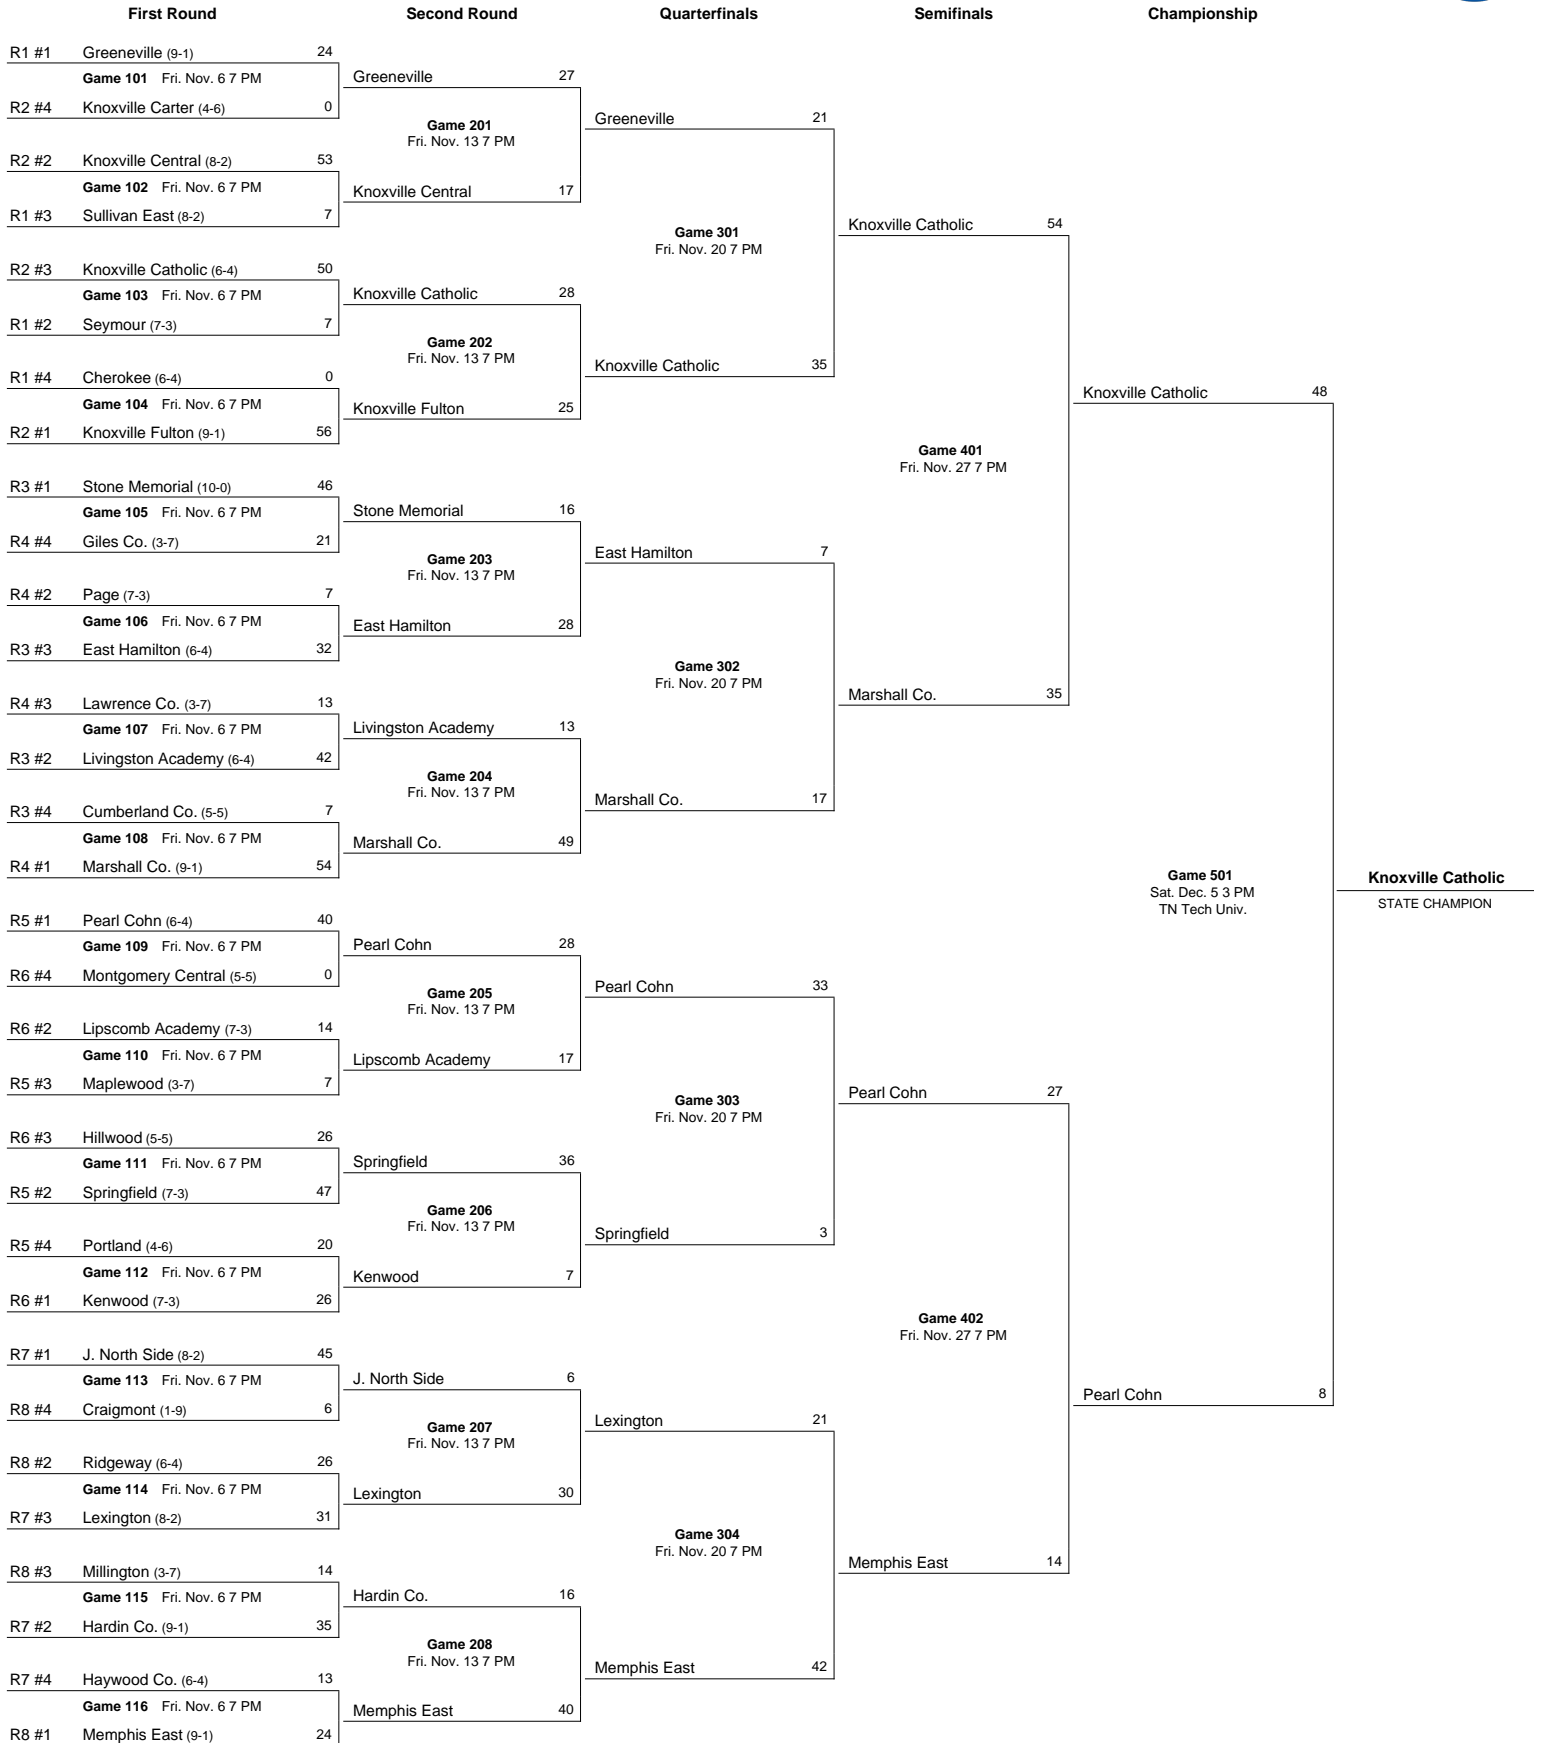 First Round Second Round Quarterfinals Semifinals Championship
R1 #1 Greeneville (9-1) 24
Game 101 Fri. Nov. 6 7 PM
R2 #4 Knoxville Carter (4-6) 0
R2 #2 Knoxville Central (8-2) 53
Game 102 Fri. Nov. 6 7 PM
R1 #3 Sullivan East (8-2) 7
R2 #3 Knoxville Catholic (6-4) 50
Game 103 Fri. Nov. 6 7 PM
R1 #2 Seymour (7-3) 7
R1 #4 Cherokee (6-4) 0
Game 104 Fri. Nov. 6 7 PM
R2 #1 Knoxville Fulton (9-1) 56
R3 #1 Stone Memorial (10-0) 46
Game 105 Fri. Nov. 6 7 PM
R4 #4 Giles Co. (3-7) 21
R4 #2 Page (7-3) 7
Game 106 Fri. Nov. 6 7 PM
R3 #3 East Hamilton (6-4) 32
R4 #3 Lawrence Co. (3-7) 13
Game 107 Fri. Nov. 6 7 PM
R3 #2 Livingston Academy (6-4) 42
R3 #4 Cumberland Co. (5-5) 7
Game 108 Fri. Nov. 6 7 PM
R4 #1 Marshall Co. (9-1) 54
R5 #1 Pearl Cohn (6-4) 40
Game 109 Fri. Nov. 6 7 PM
R6 #4 Montgomery Central (5-5) 0
R6 #2 Lipscomb Academy (7-3) 14
Game 110 Fri. Nov. 6 7 PM
R5 #3 Maplewood (3-7) 7
R6 #3 Hillwood (5-5) 26
Game 111 Fri. Nov. 6 7 PM
R5 #2 Springfield (7-3) 47
R5 #4 Portland (4-6) 20
Game 112 Fri. Nov. 6 7 PM
R6 #1 Kenwood (7-3) 26
R7 #1 J. North Side (8-2) 45
Game 113 Fri. Nov. 6 7 PM
R8 #4 Craigmont (1-9) 6
R8 #2 Ridgeway (6-4) 26
Game 114 Fri. Nov. 6 7 PM
R7 #3 Lexington (8-2) 31
R8 #3 Millington (3-7) 14
Game 115 Fri. Nov. 6 7 PM
R7 #2 Hardin Co. (9-1) 35
R7 #4 Haywood Co. (6-4) 13
Game 116 Fri. Nov. 6 7 PM
R8 #1 Memphis East (9-1) 24
Greeneville 27
Game 201
Fri. Nov. 13 7 PM
Knoxville Central 17
Knoxville Catholic 28
Game 202
Fri. Nov. 13 7 PM
Knoxville Fulton 25
Stone Memorial 16
Game 203
Fri. Nov. 13 7 PM
East Hamilton 28
Livingston Academy 13
Game 204
Fri. Nov. 13 7 PM
Marshall Co. 49
Pearl Cohn 28
Game 205
Fri. Nov. 13 7 PM
Lipscomb Academy 17
Springfield 36
Game 206
Fri. Nov. 13 7 PM
Kenwood 7
J. North Side 6
Game 207
Fri. Nov. 13 7 PM
Lexington 30
Hardin Co. 16
Game 208
Fri. Nov. 13 7 PM
Memphis East 40
Greeneville 21
Game 301
Fri. Nov. 20 7 PM
Knoxville Catholic 35
East Hamilton 7
Game 302
Fri. Nov. 20 7 PM
Marshall Co. 17
Pearl Cohn 33
Game 303
Fri. Nov. 20 7 PM
Springfield 3
Lexington 21
Game 304
Fri. Nov. 20 7 PM
Memphis East 42
Knoxville Catholic 54
Game 401
Fri. Nov. 27 7 PM
Marshall Co. 35
Pearl Cohn 27
Game 402
Fri. Nov. 27 7 PM
Memphis East 14
Knoxville Catholic 48
Game 501
Sat. Dec. 5 3 PM
TN Tech Univ.
Pearl Cohn 8
Knoxville Catholic
STATE CHAMPION